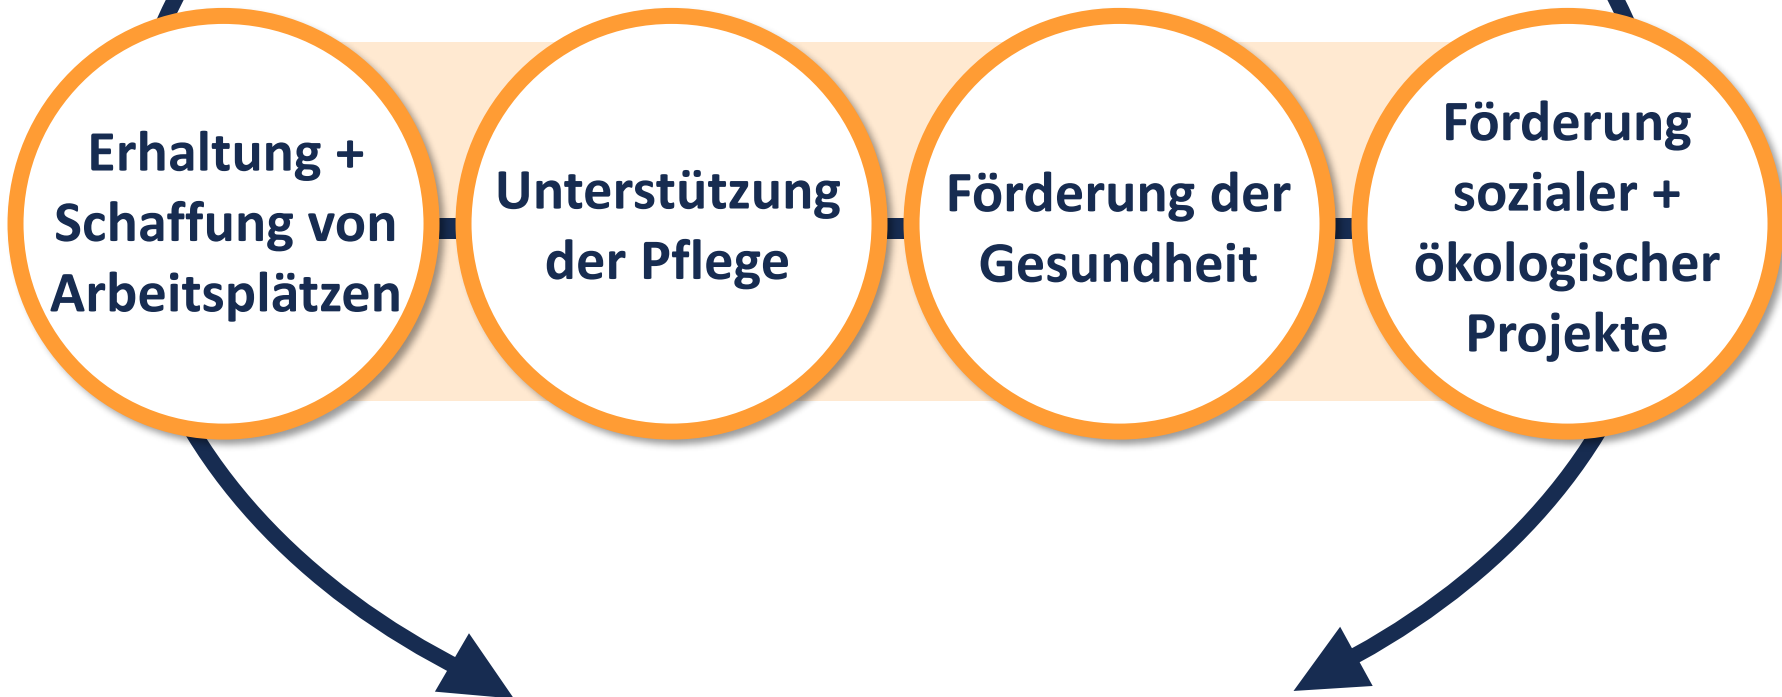 Erhaltung +
Schaffung von
Arbeitsplätzen
Unterstützung
der Pflege
Förderung der
Gesundheit
Förderung
sozialer +
ökologischer
Projekte